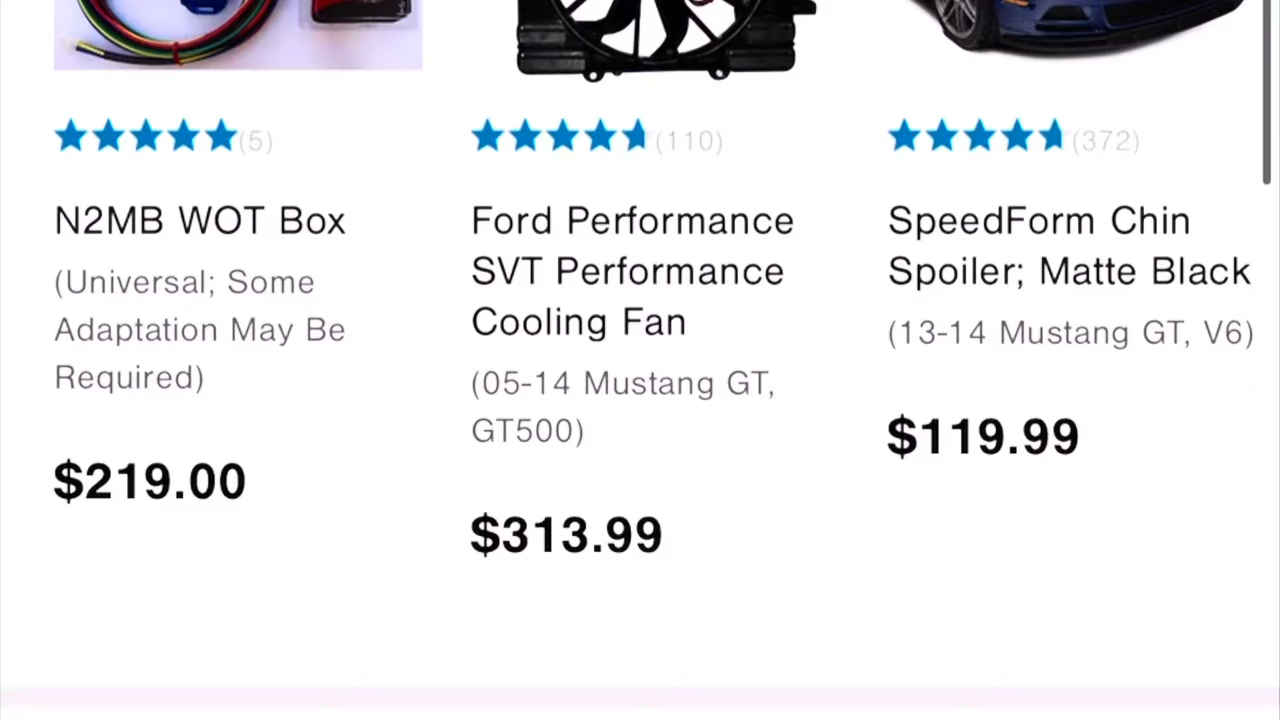 (5)
N2MB WOT Box
(Universal; Some
Adaptation May Be
Required)
$219.00
(110)
Ford Performance
SVT Performance
Cooling Fan
(05-14 Mustang GT,
GT500)
$313.99
(372)
SpeedForm Chin
Spoiler; Matte Black
(13-14 Mustang GT, V6)
$119.99